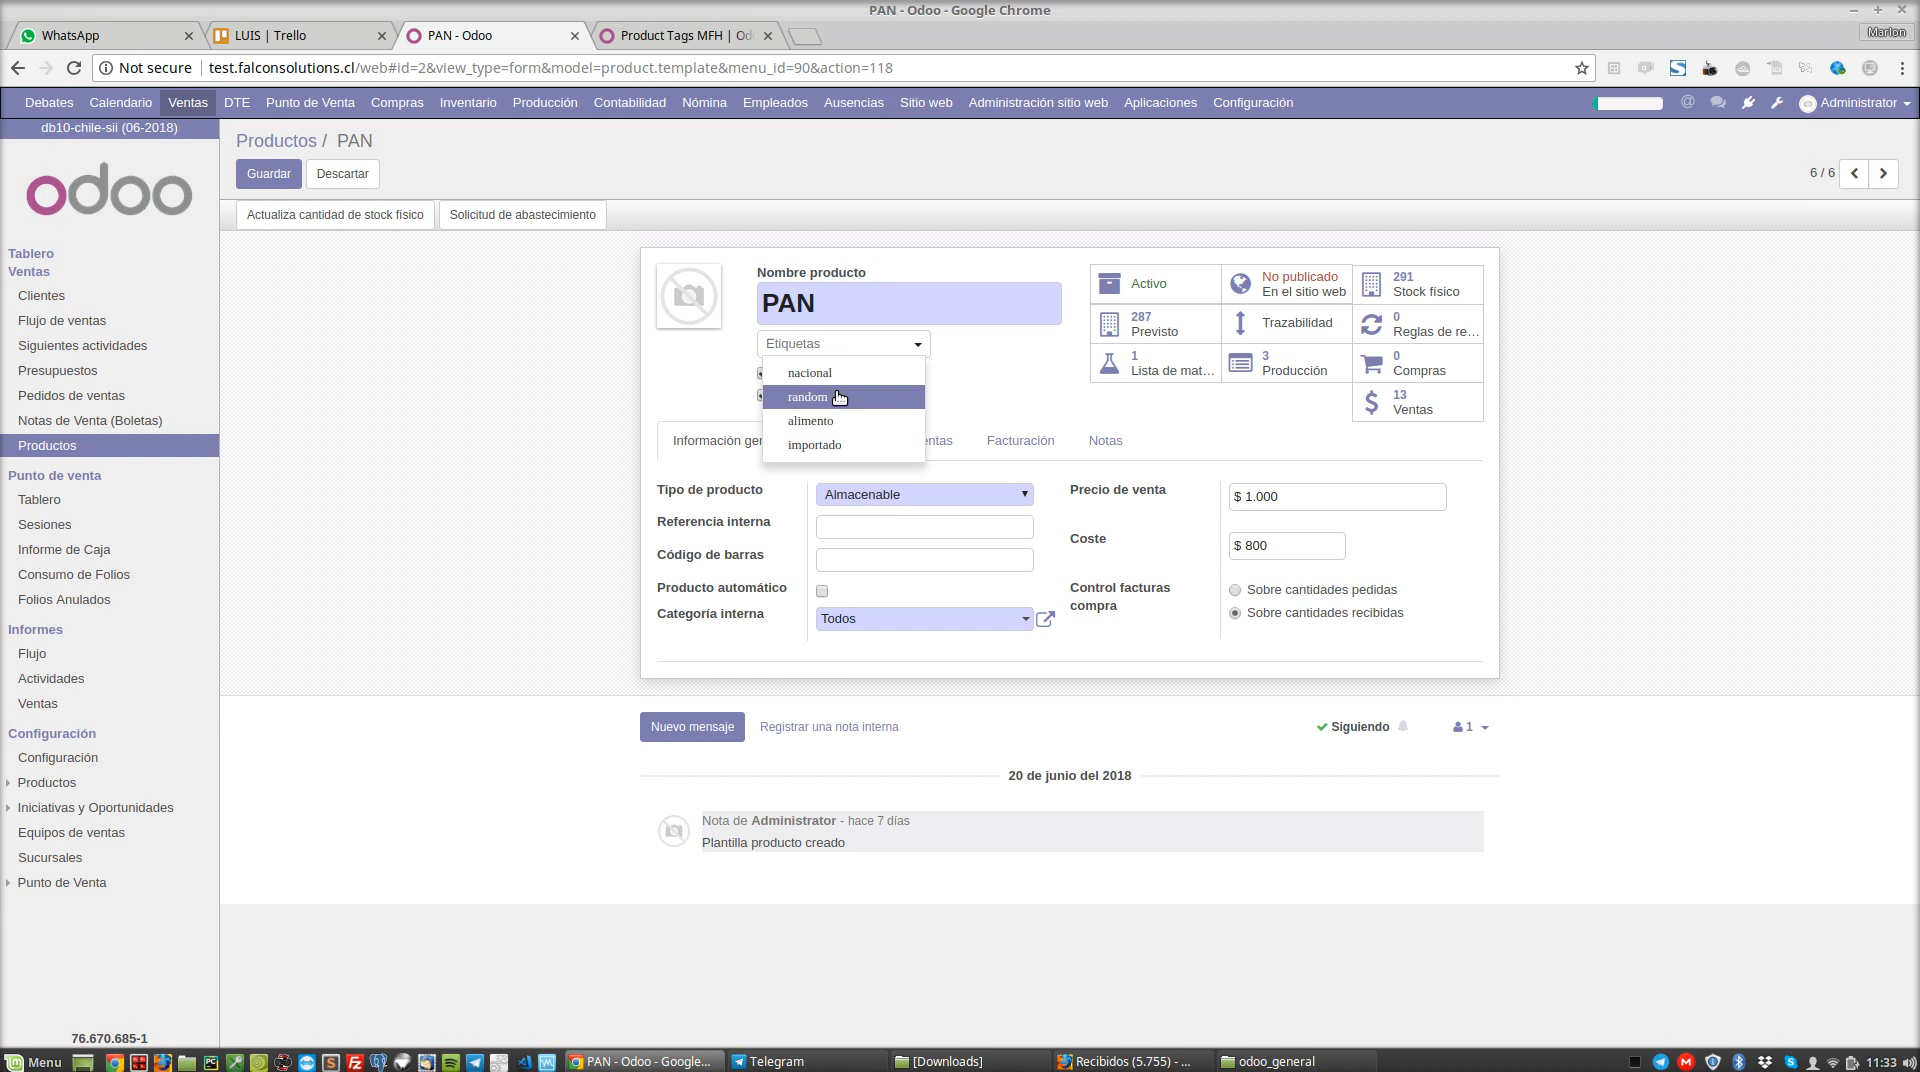 PAN - Odoo - Google Chrome
WhatsApp
LUIS | Trello
PAN - Odoo
Product Tags MFH | Od
Marlon
Not secure
test.falconsolutions.cl/web#id=2&view_type=form&model=product.template&menu_id=90&action=118
Debates Calendario Ventas DTE Punto de Venta Compras Inventario Producción Contabilidad Nómina Empleados Ausencias Sitio web Administración sitio web Aplicaciones Configuración
Administrator
db10-chile-sii (06-2018)
odoo
Tablero
Ventas
Clientes
Flujo de ventas
Siguientes actividades
Presupuestos
Pedidos de ventas
Notas de Venta (Boletas)
Productos
Punto de venta
Tablero
Sesiones
Informe de Caja
Consumo de Folios
Folios Anulados
Informes
Flujo
Actividades
Ventas
Configuración
Configuración
Productos
Iniciativas y Oportunidades
Equipos de ventas
Sucursales
Punto de Venta
76.670.685-1
Productos / PAN
Guardar Descartar
6 / 6
Actualiza cantidad de stock físico Solicitud de abastecimiento
Nombre producto
PAN
Etiquetas
nacional
random
alimento
importado
Activo
No publicado
En el sitio web
291
Stock físico
287
Previsto
Trazabilidad
0
Reglas de re...
1
Lista de mat...
3
Producción
0
Compras
13
Ventas
Información ger
entas
Facturación
Notas
Tipo de producto
Almacenable
Referencia interna
Código de barras
Producto automático
Categoría interna
Todos
Precio de venta
$ 1.000
Coste
$ 800
Control facturas
compra
Sobre cantidades pedidas
Sobre cantidades recibidas
Nuevo mensaje Registrar una nota interna
Siguiendo
1
20 de junio del 2018
Nota de Administrator - hace 7 días
Plantilla producto creado
Menu
PAN - Odoo - Google...
Telegram
[Downloads]
Recibidos (5.755) - ...
odoo_general
11:33